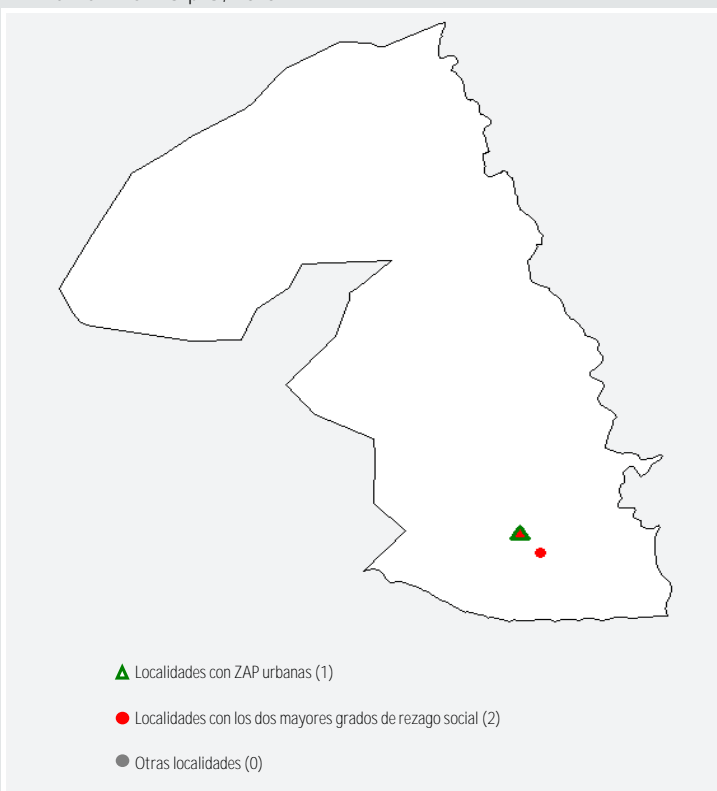 Localidades con ZAP urbanas (1)
Localidades con los dos mayores grados de rezago social (2)
Otras localidades (0)